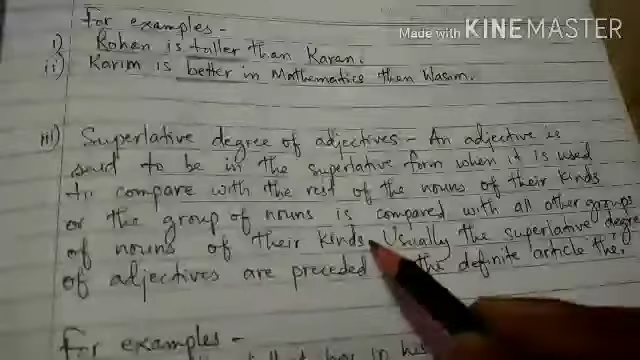 Made with KINEMASTER
For examples -
i) Rohan is taller than Karan.
ii) Karim is better in Mathematics than Wasim.
iii) Superlative degree of adjectives - An adjective is
said to be in the superlative form when it is used
to compare with the rest of the nouns of their kinds
or the group of nouns is compared with all other groups
of nouns of their kinds. Usually the superlative degree
of adjectives are preceded the definite article the.
For examples -
in his